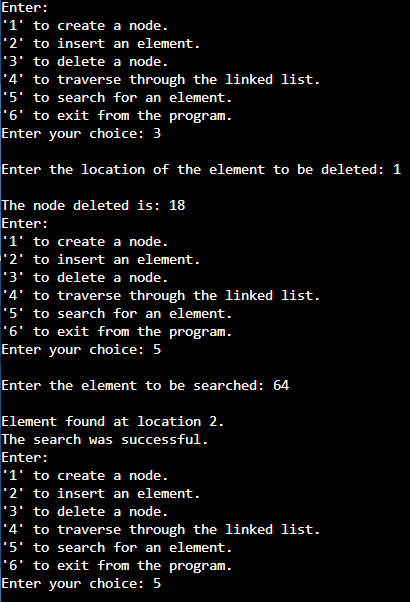 Enter:
'1' to create a node.
'2' to insert an element.
'3' to delete a node.
'4' to traverse through the linked list.
'5' to search for an element.
'6' to exit from the program.
Enter your choice: 3
Enter the location of the element to be deleted: 1
The node deleted is: 18
Enter:
'1' to create a node.
'2' to insert an element.
'3' to delete a node.
'4' to traverse through the linked list.
'5' to search for an element.
'6' to exit from the program.
Enter your choice: 5
Enter the element to be searched: 64
Element found at location 2.
The search was successful.
Enter:
'1' to create a node.
'2' to insert an element.
'3' to delete a node.
'4' to traverse through the linked list.
'5' to search for an element.
'6' to exit from the program.
Enter your choice: 5